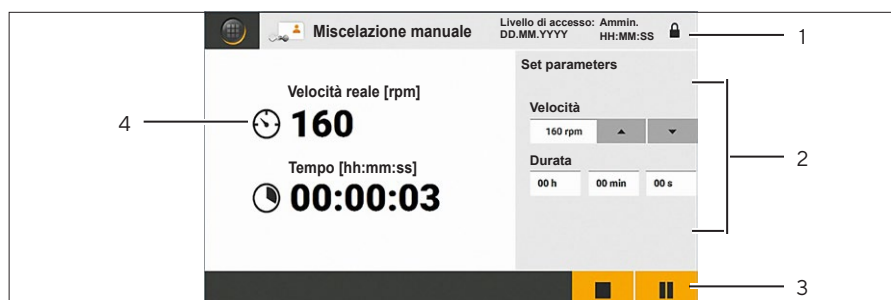 Miscelazione manuale
Livello di accesso: Ammin.
DD.MM.YYYY HH:MM:SS
1
Set parameters
Velocità reale [rpm]
4
160
Velocità
160 rpm
2
Tempo [hh:mm:ss]
00:00:03
Durata
00 h 00 min 00 s
3